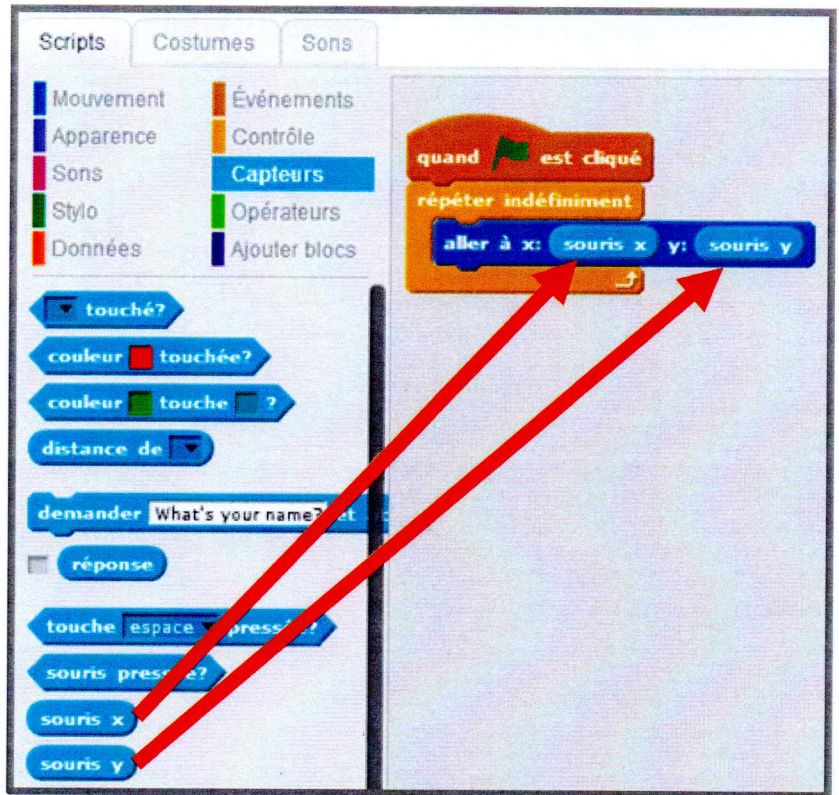 Scripts Costumes Sons
Mouvement Événements
Apparence Contrôle
Sons Capteurs
Stylo Opérateurs
Données Ajouter blocs
touché?
couleur touchée?
couleur touche ?
distance de
demander What's your name? et
réponse
touche espace pressée?
souris pressée?
souris x
souris y
quand est cliqué
répéter indéfiniment
aller à x: souris x y: souris y